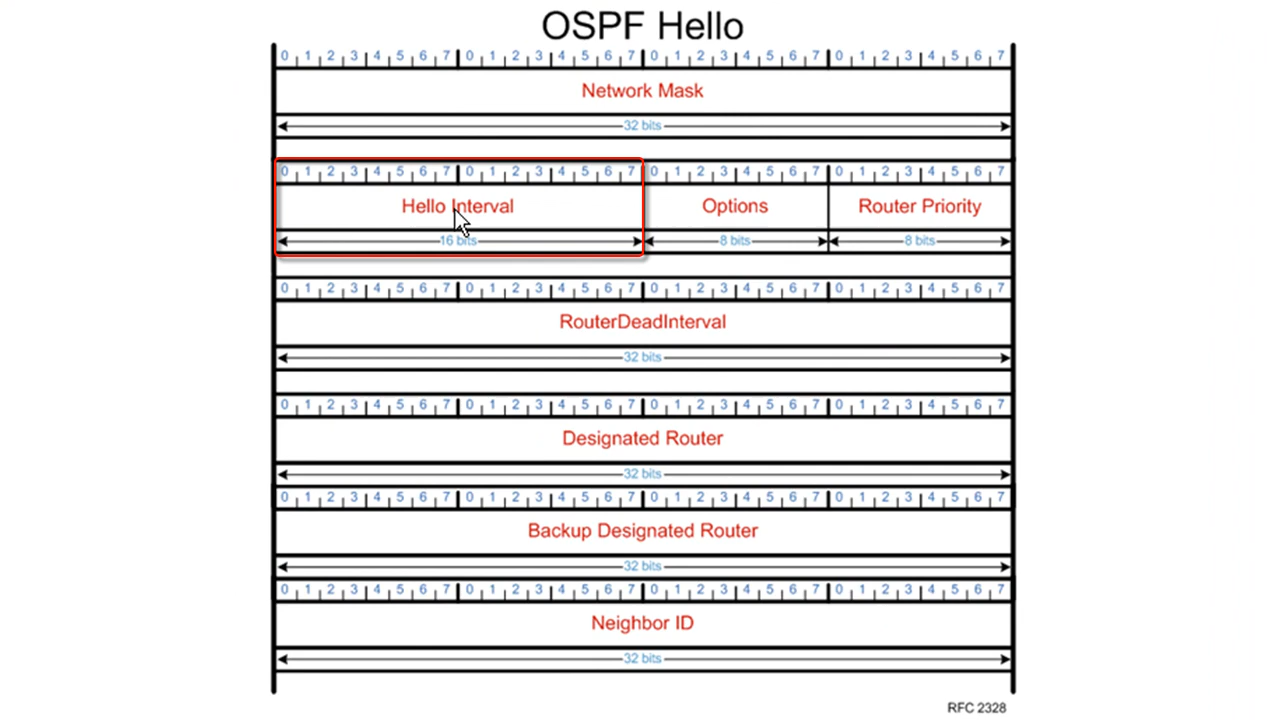 OSPF Hello
0 1 2 3 4 5 6 7 0 1 2 3 4 5 6 7 0 1 2 3 4 5 6 7 0 1 2 3 4 5 6 7
Network Mask
32 bits
0 1 2 3 4 5 6 7 0 1 2 3 4 5 6 7 0 1 2 3 4 5 6 7 0 1 2 3 4 5 6 7
Hello Interval Options Router Priority
16 bits 8 bits 8 bits
0 1 2 3 4 5 6 7 0 1 2 3 4 5 6 7 0 1 2 3 4 5 6 7 0 1 2 3 4 5 6 7
RouterDeadInterval
32 bits
0 1 2 3 4 5 6 7 0 1 2 3 4 5 6 7 0 1 2 3 4 5 6 7 0 1 2 3 4 5 6 7
Designated Router
32 bits
0 1 2 3 4 5 6 7 0 1 2 3 4 5 6 7 0 1 2 3 4 5 6 7 0 1 2 3 4 5 6 7
Backup Designated Router
32 bits
0 1 2 3 4 5 6 7 0 1 2 3 4 5 6 7 0 1 2 3 4 5 6 7 0 1 2 3 4 5 6 7
Neighbor ID
32 bits
RFC 2328